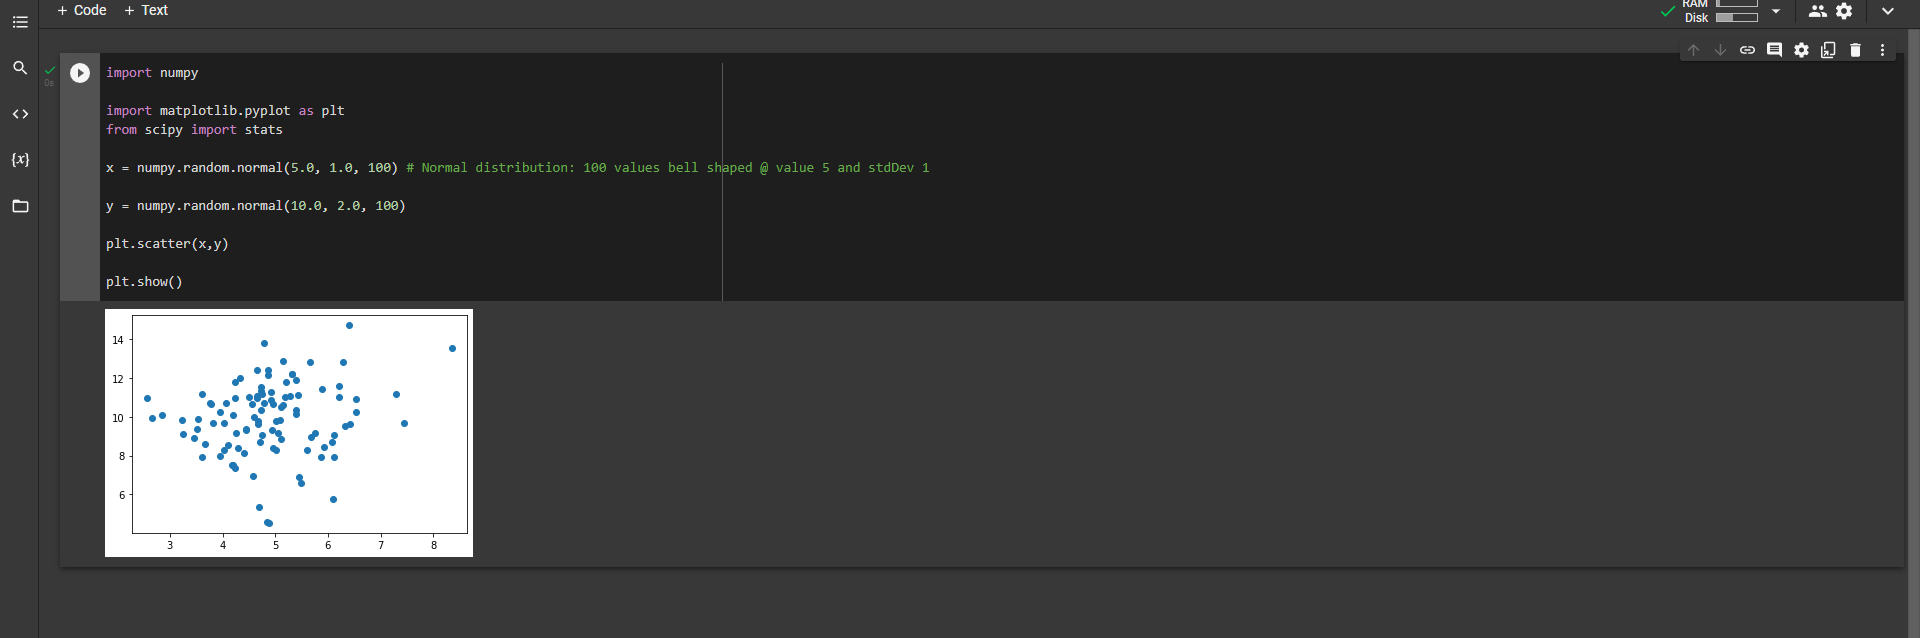 + Code + Text
RAM
Disk
{x}
0s
import numpy
import matplotlib.pyplot as plt
from scipy import stats
x = numpy.random.normal(5.0, 1.0, 100) # Normal distribution: 100 values bell shaped @ value 5 and stdDev 1
y = numpy.random.normal(10.0, 2.0, 100)
plt.scatter(x,y)
plt.show()
14
12
10
8
6
3 4 5 6 7 8